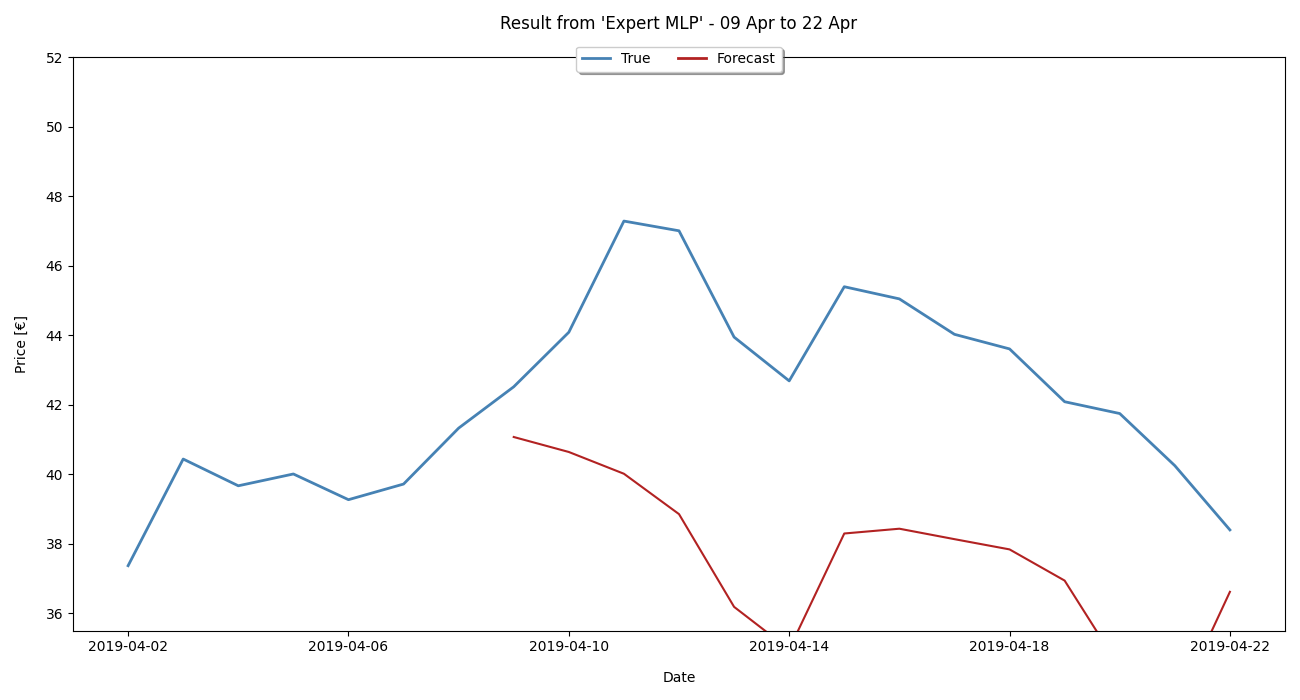 Result from 'Expert MLP' - 09 Apr to 22 Apr
True Forecast
52
50
48
46
44
42
40
38
36
Price [€]
2019-04-02 2019-04-06 2019-04-10 2019-04-14 2019-04-18 2019-04-22
Date